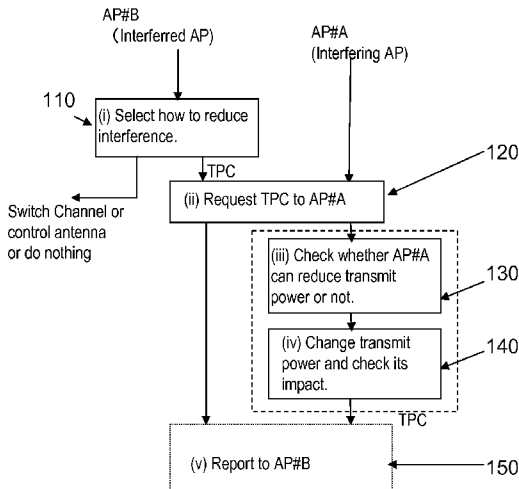 AP#B
(Interferred AP)
AP#A
(Interfering AP)
110
(i) Select how to reduce
interference.
TPC
120
(ii) Request TPC to AP#A
Switch Channel or
control antenna
or do nothing
(iii) Check whether AP#A
can reduce transmit
power or not.
130
(iv) Change transmit
power and check its
impact.
140
TPC
(v) Report to AP#B
150